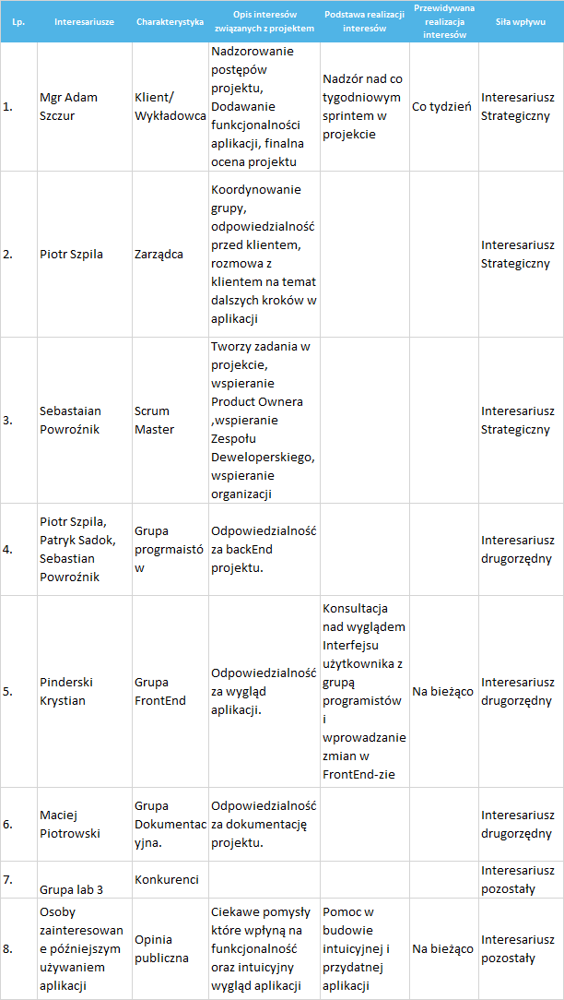 Lp.
Interesariusze
Charakterystyka
Opis interesów
związanych z projektem
Podstawa realizacji
interesów
Przewidywana
realizacja
interesów
Siła wpływu
1.
Mgr Adam
Szczur
Klient/
Wykładowca
Nadzorowanie
postępów
projektu,
Dodawanie
funkcjonalności
aplikacji, finalna
ocena projektu
Nadzór nad co
tygodniowym
sprintem w
projekcie
Co tydzień
Interesariusz
Strategiczny
2.
Piotr Szpila
Zarządca
Koordynowanie
grupy,
odpowiedzialność
przed klientem,
rozmowa z
klientem na temat
dalszych kroków w
aplikacji
Interesariusz
Strategiczny
3.
Sebastaian
Powroźnik
Scrum
Master
Tworzy zadania w
projekcie,
wspieranie
Product Ownera
,wspieranie
Zespołu
Deweloperskiego,
wspieranie
organizacji
Interesariusz
Strategiczny
4.
Piotr Szpila,
Patryk Sadok,
Sebastian
Powroźnik
Grupa
progrmaistó
w
Odpowiedzialność
za backEnd
projektu.
Interesariusz
drugorzędny
5.
Pinderski
Krystian
Grupa
FrontEnd
Odpowiedzialność
za wygląd
aplikacji.
Konsultacja
nad wyglądem
Interfejsu
użytkownika z
grupą
programistów
i
wprowadzanie
zmian w
FrontEnd-zie
Na bieżąco
Interesariusz
drugorzędny
6.
Maciej
Piotrowski
Grupa
Dokumentac
yjna.
Odpowiedzialność
za dokumentację
projektu.
Interesariusz
drugorzędny
7.
Grupa lab 3
Konkurenci
Interesariusz
pozostały
8.
Osoby
zainteresowan
e późniejszym
używaniem
aplikacji
Opinia
publiczna
Ciekawe pomysły
które wpłyną na
funkcjonalność
oraz intuicyjny
wygląd aplikacji
Pomoc w
budowie
intuicyjnej i
przydatnej
aplikacji
Na bieżąco
Interesariusz
pozostały